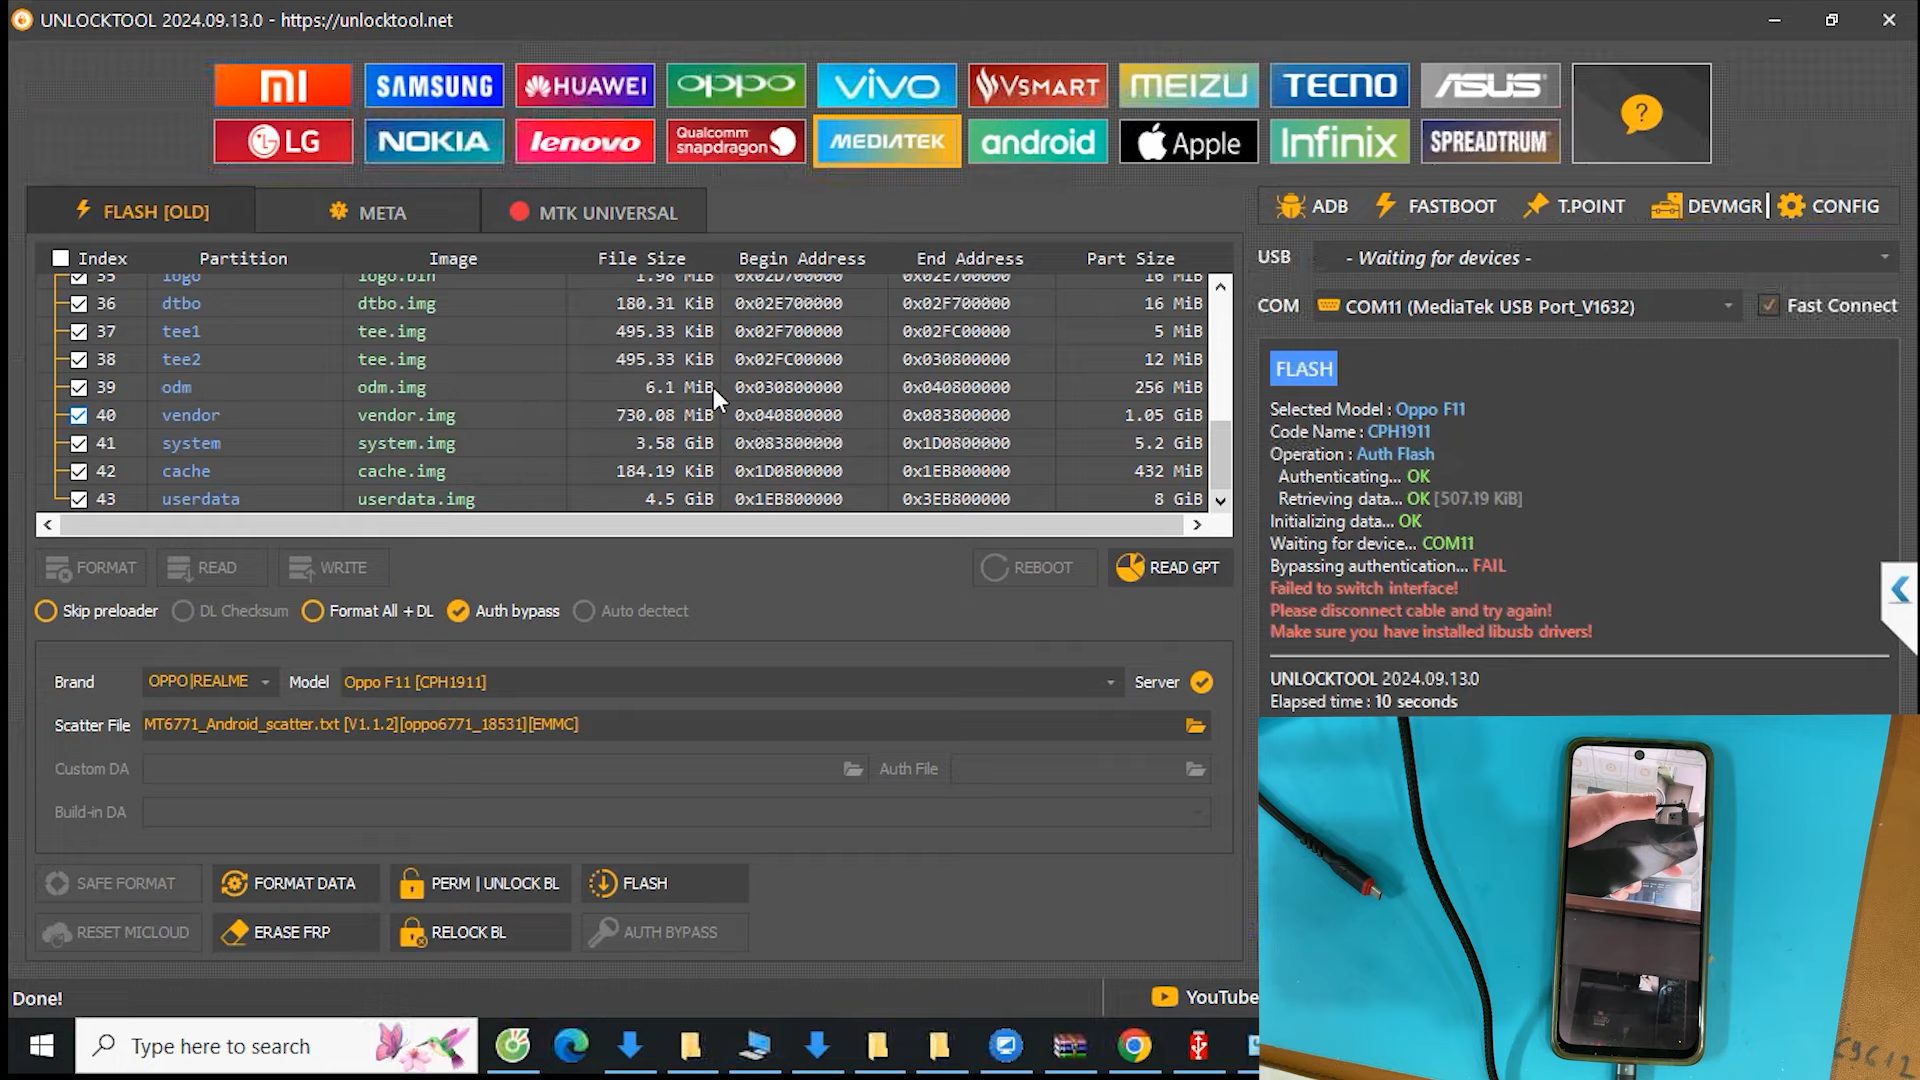 UNLOCKTOOL 2024.09.13.0 - https://unlocktool.net
MI
SAMSUNG
HUAWEI
oppo
vivo
VSMART
MEIZU
TECNO
ASUS
?
LG
NOKIA
lenovo
Qualcomm snapdragon
MEDIATEK
android
Apple
Infinix
SPREADTRUM
FLASH [OLD]
META
MTK UNIVERSAL
ADB
FASTBOOT
T.POINT
DEVMGR
CONFIG
Index Partition Image File Size Begin Address End Address Part Size
35 logo logo.bin 1.96 MiB 0x02D700000 0x02E700000 16 MiB
36 dtbo dtbo.img 180.31 KiB 0x02E700000 0x02F700000 16 MiB
37 tee1 tee.img 495.33 KiB 0x02F700000 0x02FC00000 5 MiB
38 tee2 tee.img 495.33 KiB 0x02FC00000 0x030800000 12 MiB
39 odm odm.img 6.1 MiB 0x030800000 0x040800000 256 MiB
40 vendor vendor.img 730.08 MiB 0x040800000 0x083800000 1.05 GiB
41 system system.img 3.58 GiB 0x083800000 0x1D0800000 5.2 GiB
42 cache cache.img 184.19 KiB 0x1D0800000 0x1EB800000 432 MiB
43 userdata userdata.img 4.5 GiB 0x1EB800000 0x3EB800000 8 GiB
USB - Waiting for devices -
COM COM11 (MediaTek USB Port_V1632) Fast Connect
FLASH
Selected Model : Oppo F11
Code Name : CPH1911
Operation : Auth Flash
Authenticating... OK
Retrieving data... OK [507.19 KiB]
Initializing data... OK
Waiting for device... COM11
Bypassing authentication... FAIL
Failed to switch interface!
Please disconnect cable and try again!
Make sure you have installed libusb drivers!
UNLOCKTOOL 2024.09.13.0
Elapsed time : 10 seconds
FORMAT READ WRITE REBOOT READ GPT
Skip preloader DL Checksum Format All + DL Auth bypass Auto dectect
Brand OPPO|REALME Model Oppo F11 [CPH1911] Server
Scatter File MT6771_Android_scatter.txt [V1.1.2][oppo6771_18531][EMMC]
Custom DA Auth File
Build-in DA
SAFE FORMAT FORMAT DATA PERM | UNLOCK BL FLASH
RESET MICLOUD ERASE FRP RELOCK BL AUTH BYPASS
Done!
YouTube
Type here to search